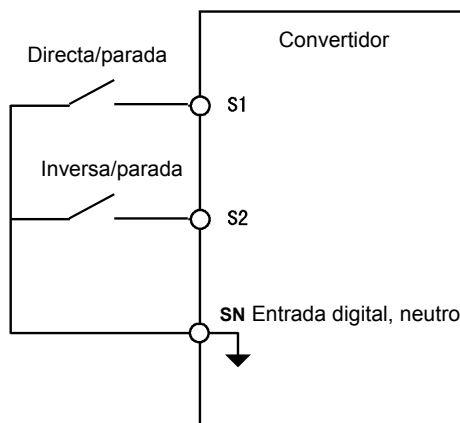 Convertidor
Directa/parada
S1
Inversa/parada
S2
SN Entrada digital, neutro